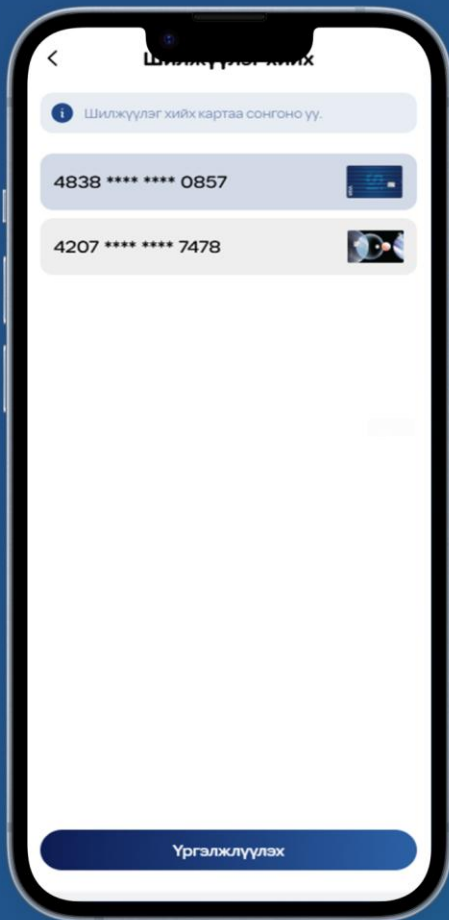 Шилжүүлэг хийх
Шилжүүлэг хийх картаа сонгоно уу.
4838 **** **** 0857
4207 **** **** 7478
Үргэлжлүүлэх